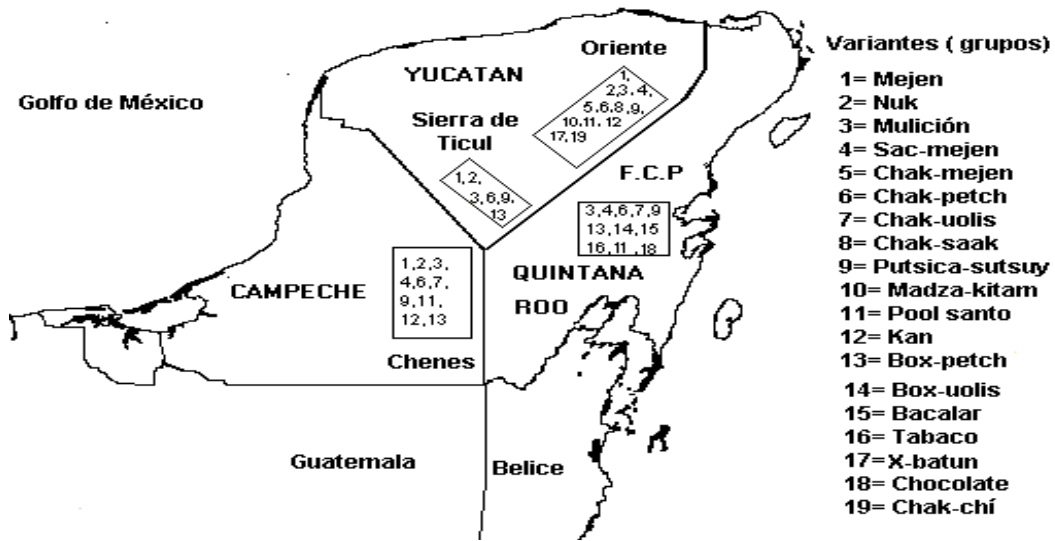 Oriente
YUCATAN
Golfo de México
Sierra de
Ticul
1,
2,3, 4,
5,6,8,9,
10,11, 12
17,19
1,2,
3,6,9,
13
F.C.P
3,4,6,7,9
13,14,15
16,11 ,18
1,2,3,
4,6,7,
9,11,
12,13
CAMPECHE
QUINTANA
ROO
Chenes
Guatemala
Belice
Variantes ( grupos)
1= Mejen
2= Nuk
3= Mulición
4= Sac-mejen
5= Chak-mejen
6= Chak-petch
7= Chak-uolis
8= Chak-saak
9= Putsica-sutsuy
10= Madza-kitam
11= Pool santo
12= Kan
13= Box-petch
14= Box-uolis
15= Bacalar
16= Tabaco
17=X-batun
18= Chocolate
19= Chak-chí